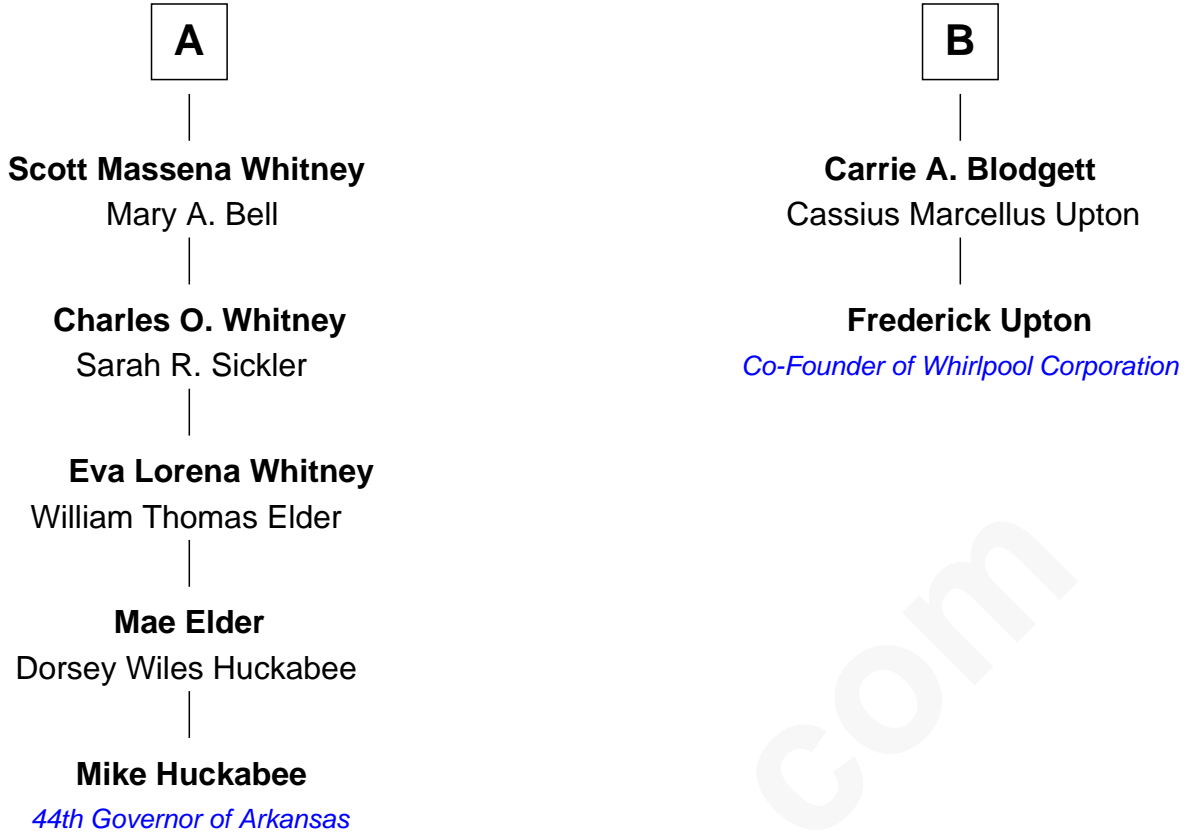 A
Scott Massena Whitney
Mary A. Bell
Charles O. Whitney
Sarah R. Sickler
Eva Lorena Whitney
William Thomas Elder
Mae Elder
Dorsey Wiles Huckabee
Mike Huckabee
44th Governor of Arkansas
B
Carrie A. Blodgett
Cassius Marcellus Upton
Frederick Upton
Co-Founder of Whirlpool Corporation
com